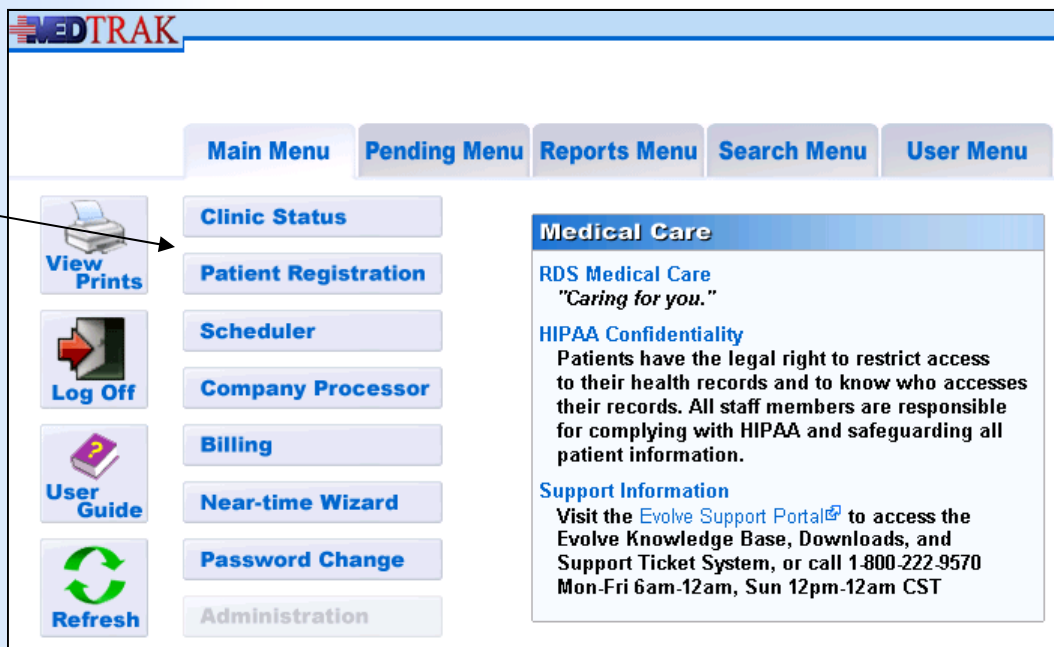 MEDTRAK
Main Menu
Pending Menu
Reports Menu
Search Menu
User Menu
View
Prints
Log Off
User
Guide
Refresh
Clinic Status
Patient Registration
Scheduler
Company Processor
Billing
Near-time Wizard
Password Change
Administration
Medical Care
RDS Medical Care
"Caring for you."
HIPAA Confidentiality
Patients have the legal right to restrict access
to their health records and to know who accesses
their records. All staff members are responsible
for complying with HIPAA and safeguarding all
patient information.
Support Information
Visit the Evolve Support Portal to access the
Evolve Knowledge Base, Downloads, and
Support Ticket System, or call 1-800-222-9570
Mon-Fri 6am-12am, Sun 12pm-12am CST